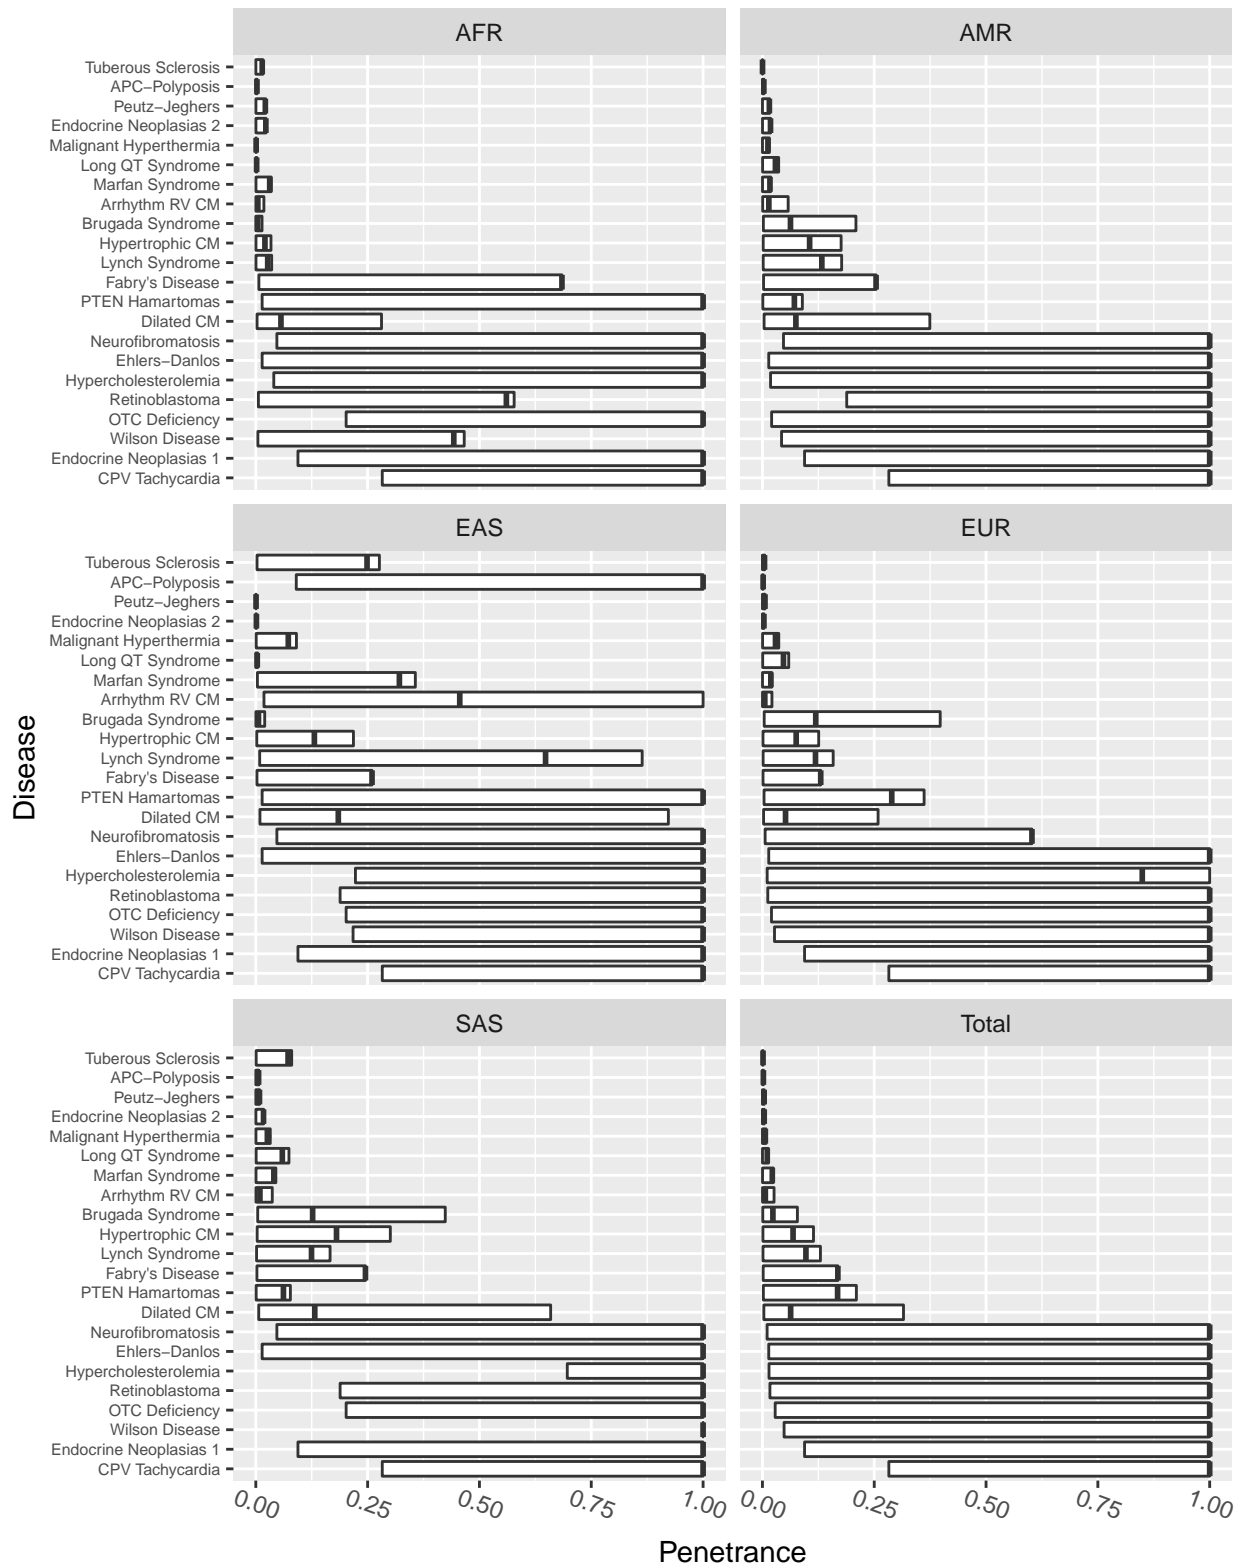 AFR AMR
Tuberous Sclerosis
APC−Polyposis
Peutz−Jeghers
Endocrine Neoplasias 2
Malignant Hyperthermia
Long QT Syndrome
Marfan Syndrome
Arrhythm RV CM
Brugada Syndrome
Hypertrophic CM
Lynch Syndrome
Fabry's Disease
PTEN Hamartomas
Dilated CM
Neurofibromatosis
Ehlers−Danlos
Hypercholesterolemia
Retinoblastoma
OTC Deficiency
Wilson Disease
Endocrine Neoplasias 1
CPV Tachycardia
EAS EUR
Tuberous Sclerosis
APC−Polyposis
Peutz−Jeghers
Endocrine Neoplasias 2
Malignant Hyperthermia
Long QT Syndrome
Marfan Syndrome
Arrhythm RV CM
Brugada Syndrome
Hypertrophic CM
Lynch Syndrome
Fabry's Disease
PTEN Hamartomas
Dilated CM
Neurofibromatosis
Ehlers−Danlos
Hypercholesterolemia
Retinoblastoma
OTC Deficiency
Wilson Disease
Endocrine Neoplasias 1
CPV Tachycardia
Disease
SAS Total
Tuberous Sclerosis
APC−Polyposis
Peutz−Jeghers
Endocrine Neoplasias 2
Malignant Hyperthermia
Long QT Syndrome
Marfan Syndrome
Arrhythm RV CM
Brugada Syndrome
Hypertrophic CM
Lynch Syndrome
Fabry's Disease
PTEN Hamartomas
Dilated CM
Neurofibromatosis
Ehlers−Danlos
Hypercholesterolemia
Retinoblastoma
OTC Deficiency
Wilson Disease
Endocrine Neoplasias 1
CPV Tachycardia
0.00 0.25 0.50 0.75 1.00 0.00 0.25 0.50 0.75 1.00
Penetrance